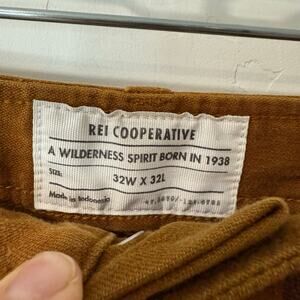 REI COOPERATIVE
A WILDERNESS SPIRIT BORN IN 1938
SIZE: 32W X 32L
Made in Indonesia